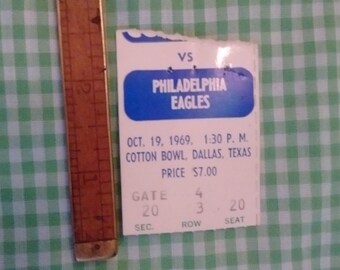 VS
PHILADELPHIA
EAGLES
OCT. 19, 1969, 1:30 P.M.
COTTON BOWL, DALLAS, TEXAS
PRICE $7.00
GATE 4
20 3 20
SEC. ROW SEAT
2